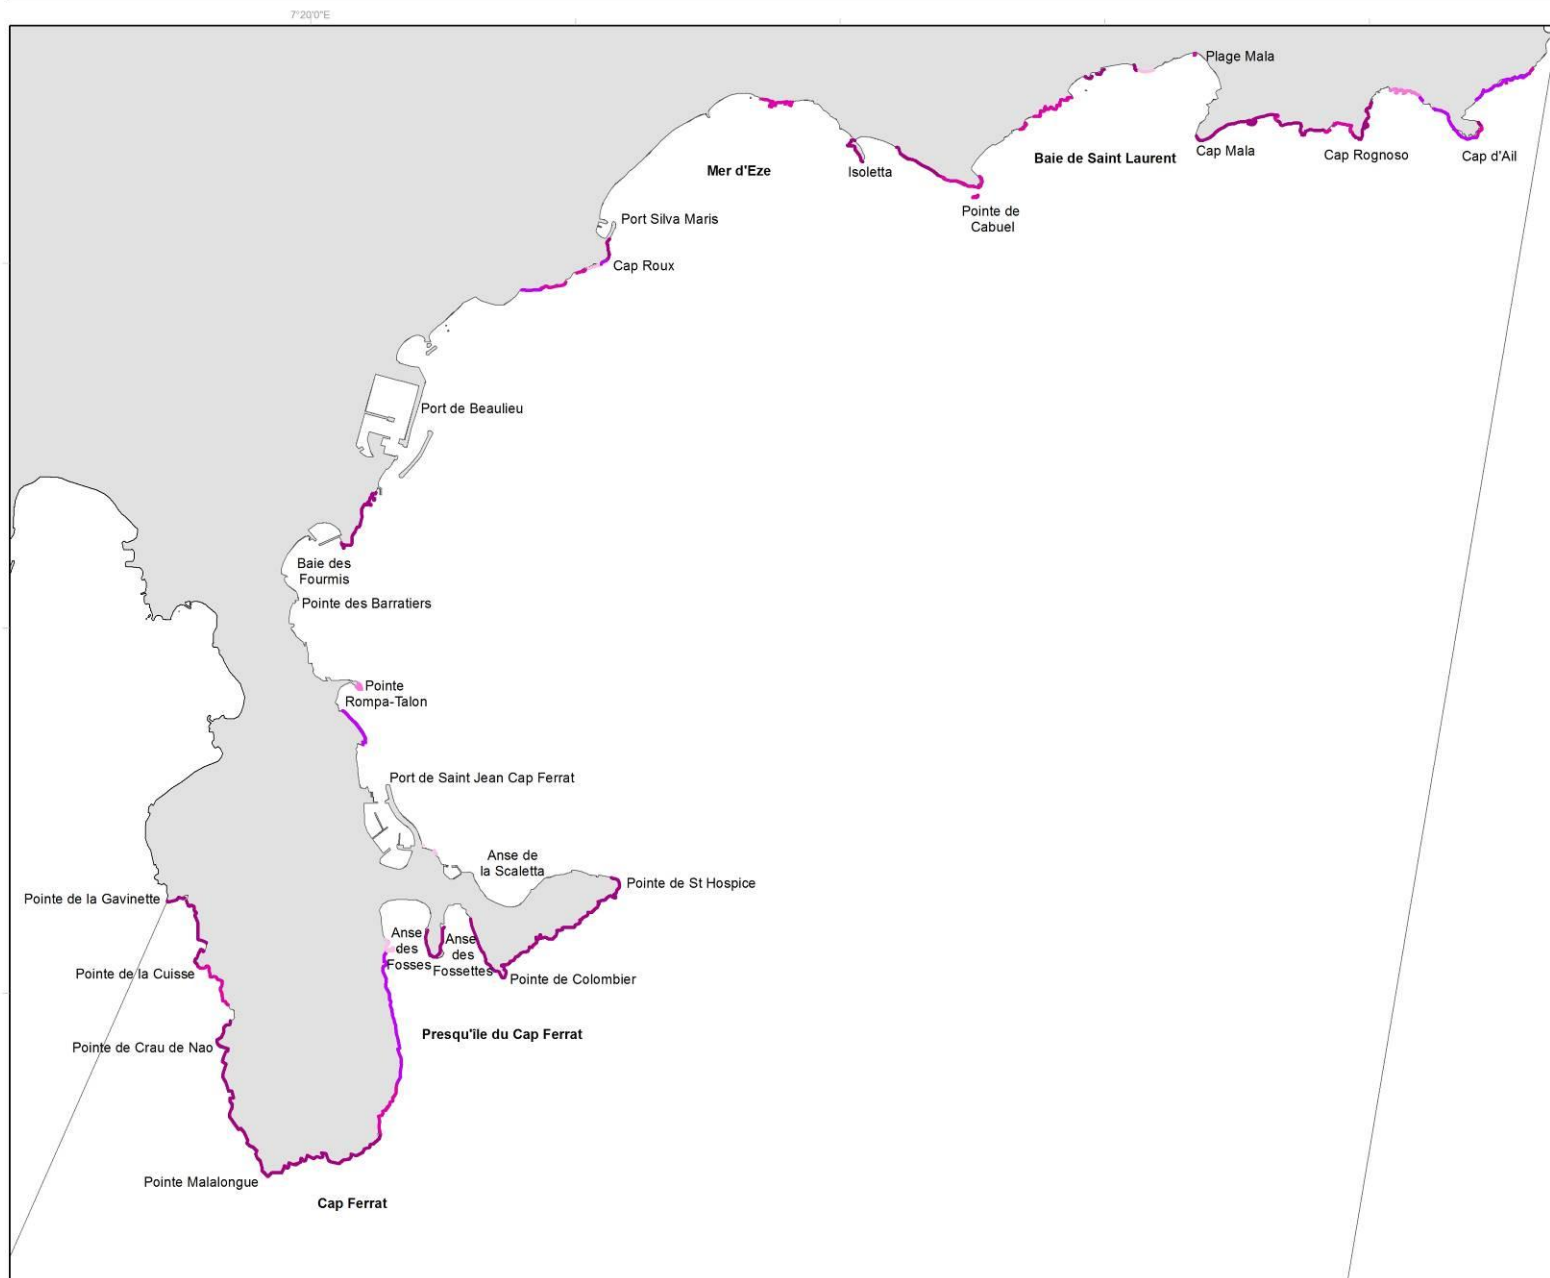 7°20'0"E
Plage Mala
Cap Mala
Cap Rognoso
Cap d'Ail
Baie de Saint Laurent
Mer d'Eze
Isoletta
Pointe de
Cabuel
Port Silva Maris
Cap Roux
Port de Beaulieu
Baie des
Fourmis
Pointe des Barratiers
Pointe
Rompa-Talon
Port de Saint Jean Cap Ferrat
Anse de
la Scaletta
Pointe de St Hospice
Pointe de la Gavinette
Anse
des
Fosses
Anse
des
Fossettes
Pointe de Colombier
Pointe de la Cuisse
Presqu'île du Cap Ferrat
Pointe de Crau de Nao
Pointe Malalongue
Cap Ferrat